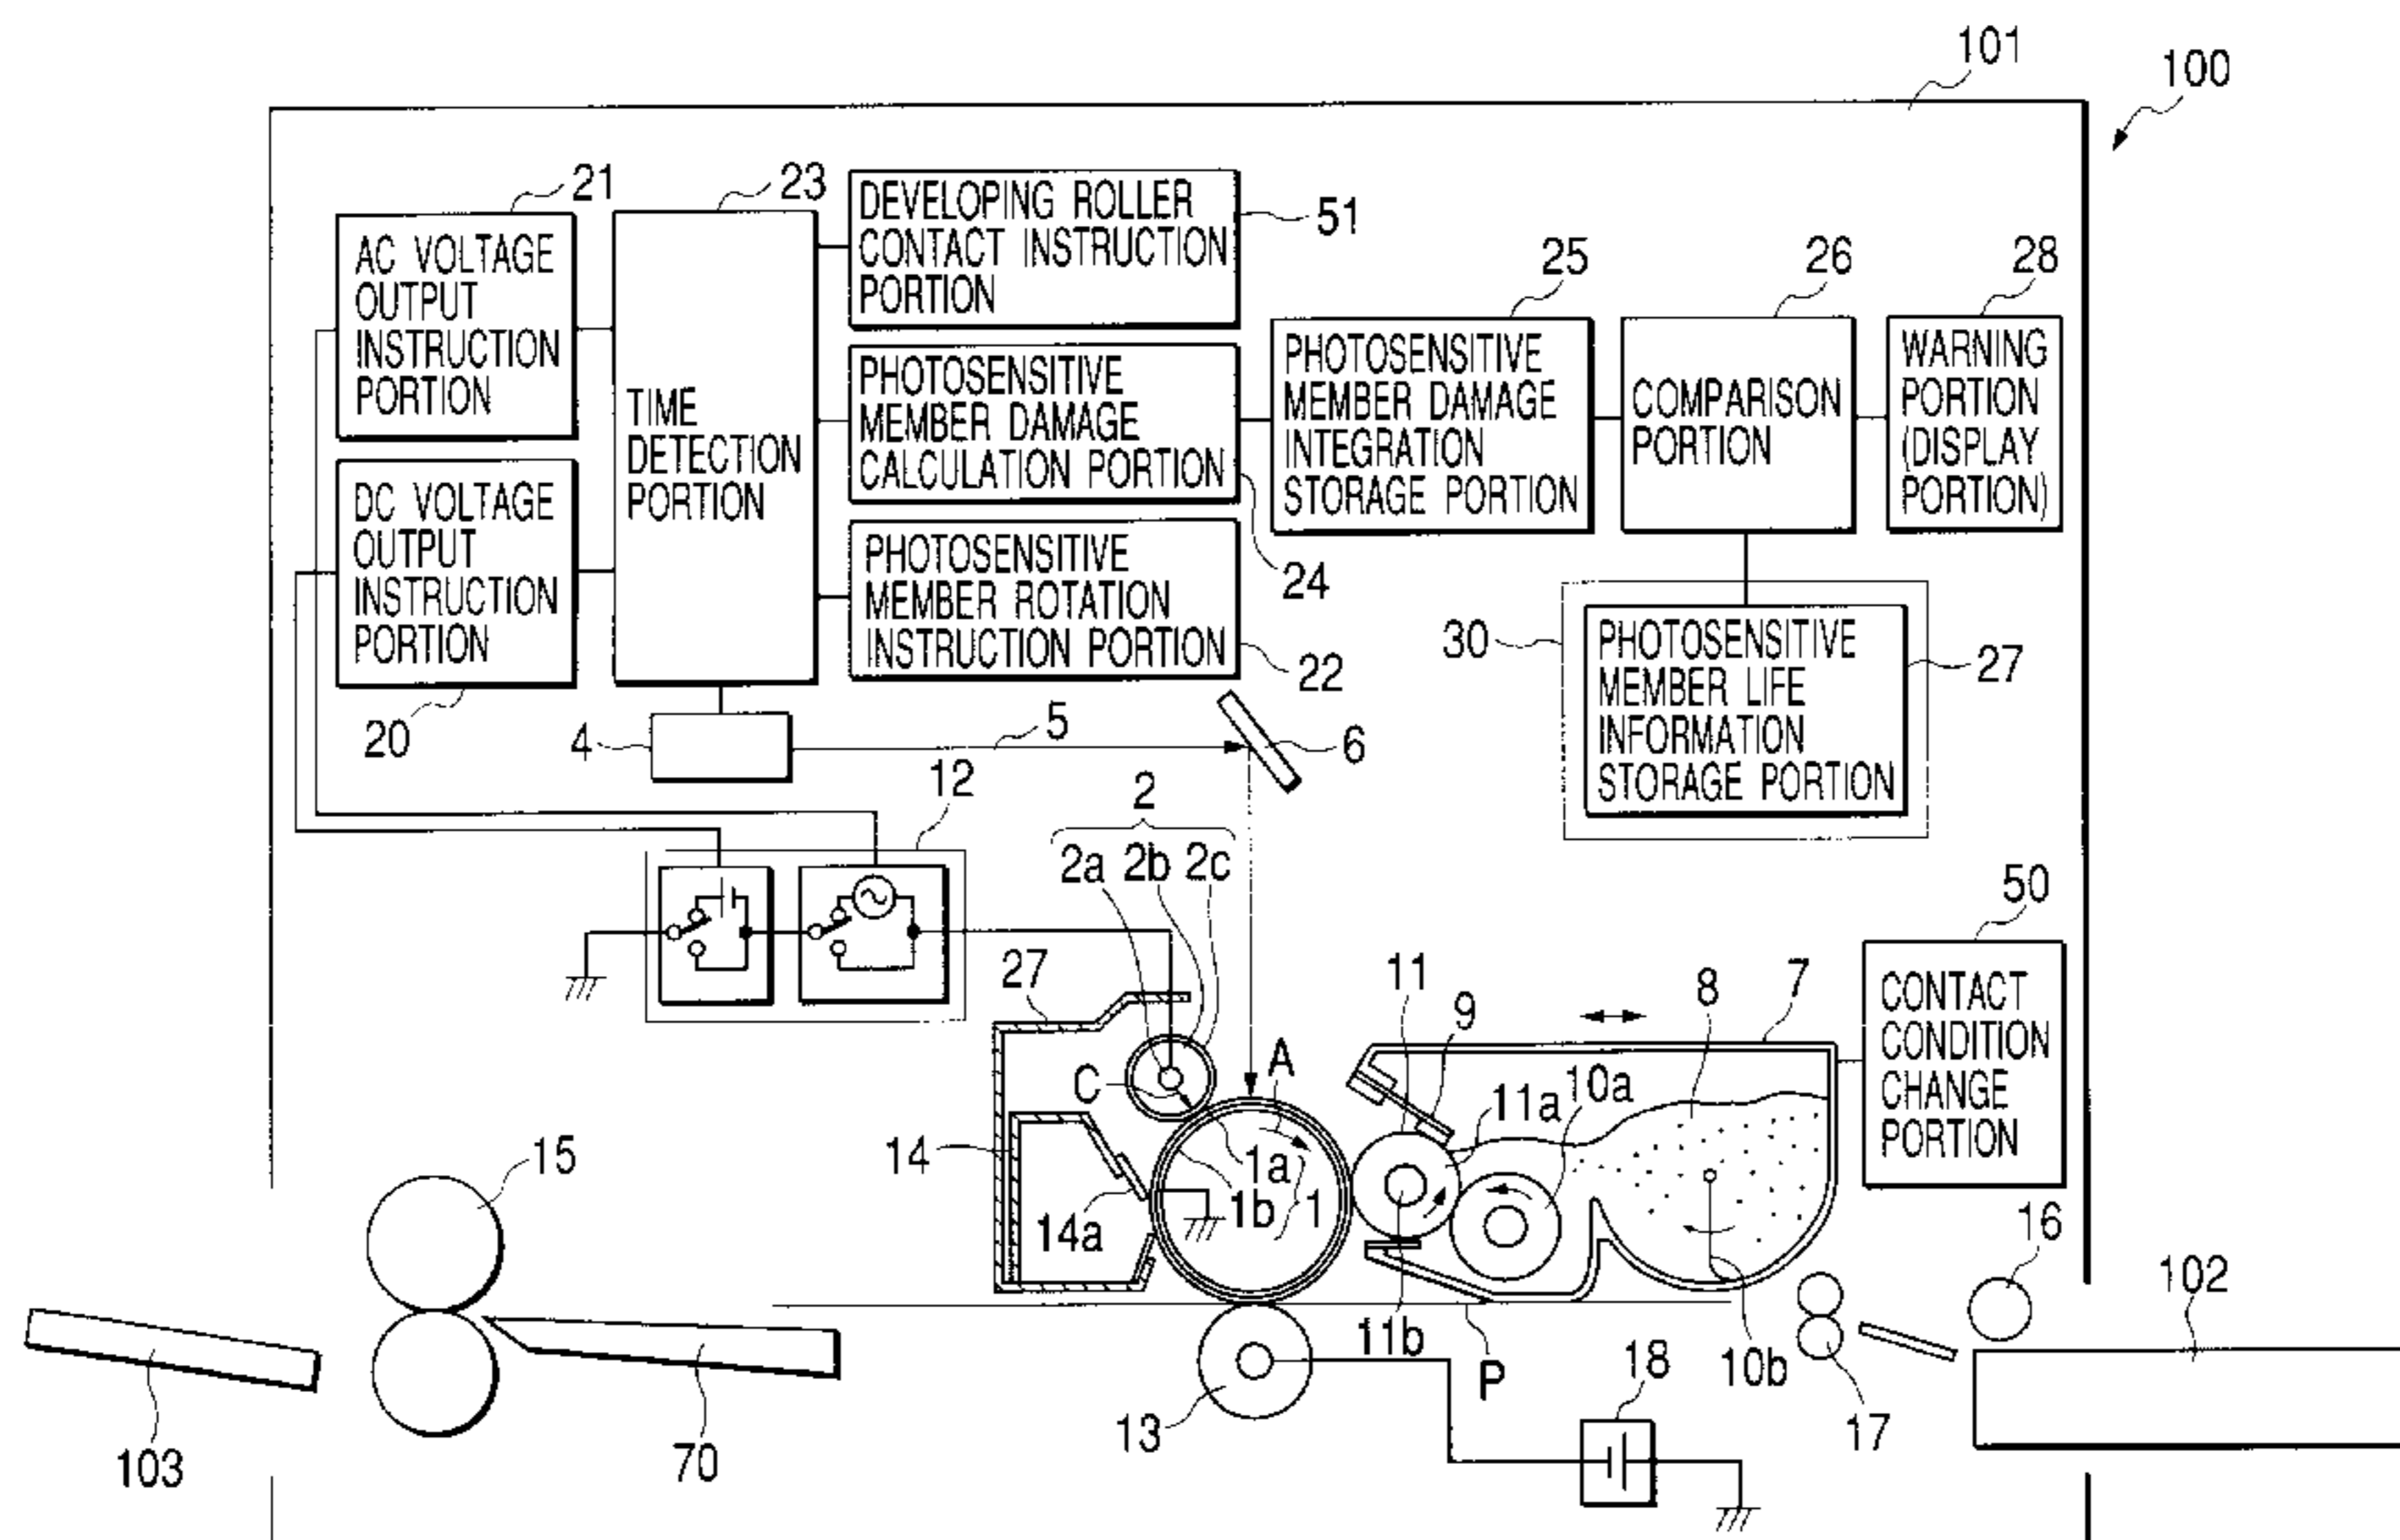 101
100
21
23
51
25
26
28
AC VOLTAGE
OUTPUT
INSTRUCTION
PORTION
DC VOLTAGE
OUTPUT
INSTRUCTION
PORTION
20
TIME
DETECTION
PORTION
DEVELOPING ROLLER
CONTACT INSTRUCTION
PORTION
PHOTOSENSITIVE
MEMBER DAMAGE
CALCULATION PORTION
24
PHOTOSENSITIVE
MEMBER ROTATION
INSTRUCTION PORTION
22
PHOTOSENSITIVE
MEMBER DAMAGE
INTEGRATION
STORAGE PORTION
COMPARISON
PORTION
WARNING
PORTION
(DISPLAY
PORTION)
30
PHOTOSENSITIVE
MEMBER LIFE
INFORMATION
STORAGE PORTION
27
4
5
6
12
2
2a 2b 2c
50
CONTACT
CONDITION
CHANGE
PORTION
27
11
9
8
7
C
A
11a
10a
14
1a
1b
1
14a
15
16
102
11b
P
10b
17
18
13
103
70